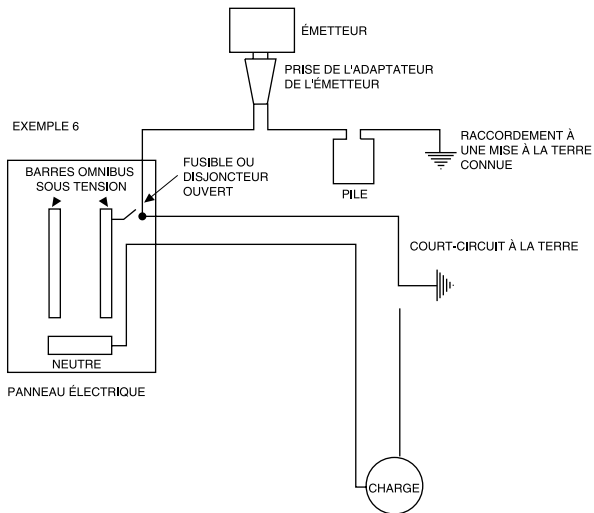 ÉMETTEUR
PRISE DE L'ADAPTATEUR
DE L'ÉMETTEUR
EXEMPLE 6
RACCORDEMENT À
UNE MISE À LA TERRE
CONNUE
BARRES OMNIBUS
SOUS TENSION
FUSIBLE OU
DISJONCTEUR
OUVERT
PILE
COURT-CIRCUIT À LA TERRE
NEUTRE
PANNEAU ÉLECTRIQUE
CHARGE